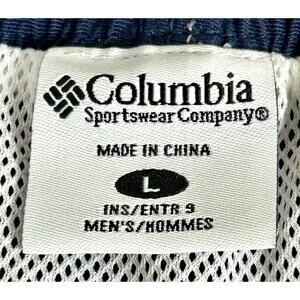 Columbia
Sportswear Company®
MADE IN CHINA
L
INS/ENTR 9
MEN'S/HOMMES